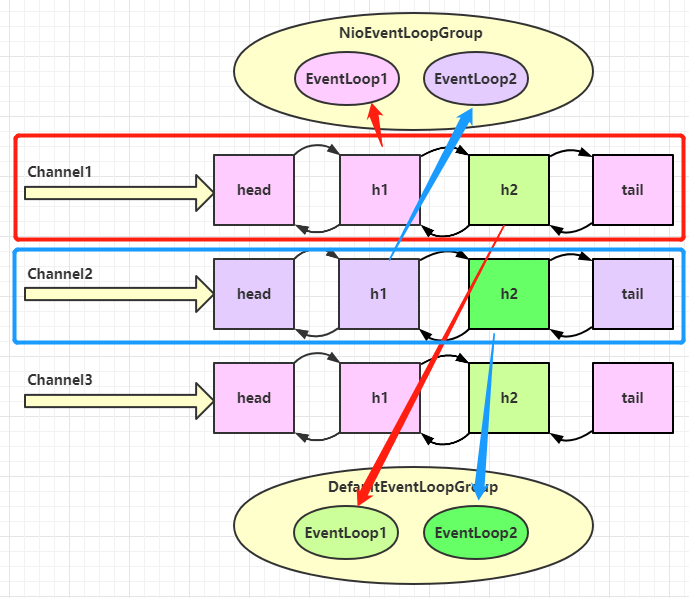 NioEventLoopGroup
EventLoop1 EventLoop2
Channel1
head h1 h2 tail
Channel2
head h1 h2 tail
Channel3
head h1 h2 tail
DefaultEventLoopGroup
EventLoop1 EventLoop2